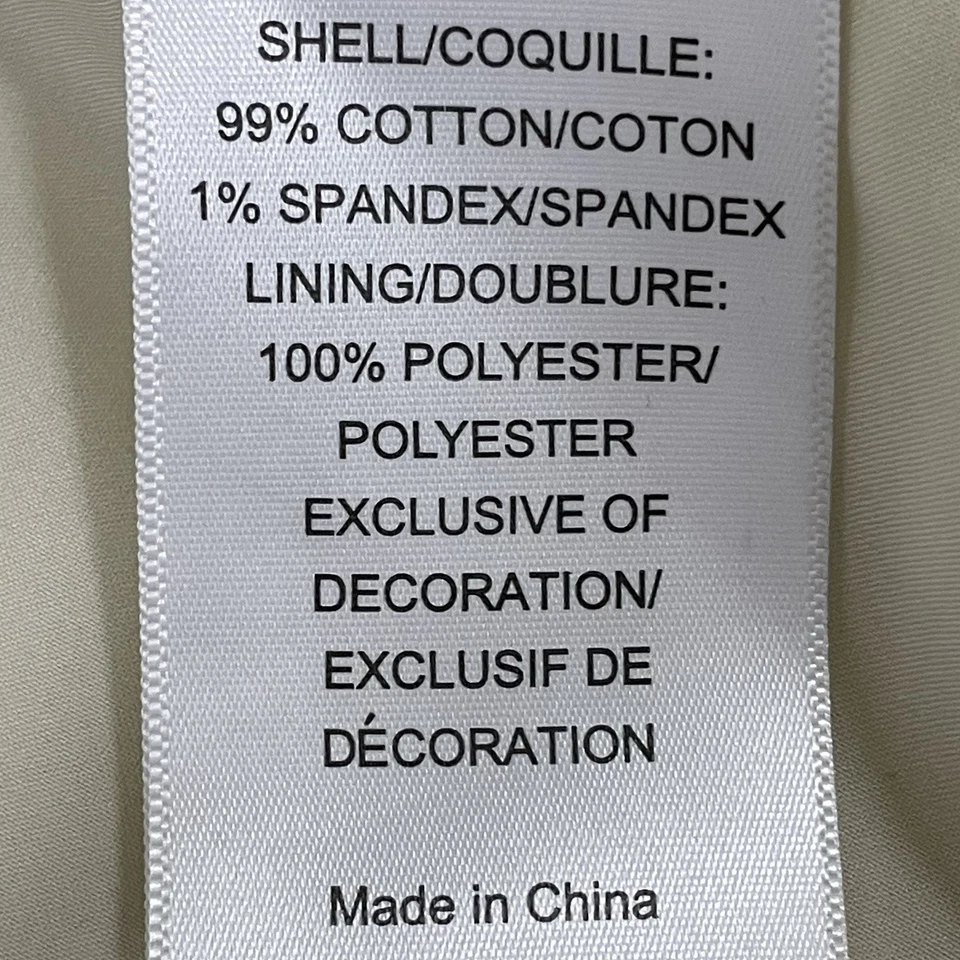 SHELL/COQUILLE:
99% COTTON/COTON
1% SPANDEX/SPANDEX
LINING/DOUBLURE:
100% POLYESTER/
POLYESTER
EXCLUSIVE OF
DECORATION/
EXCLUSIF DE
DÉCORATION
Made in China